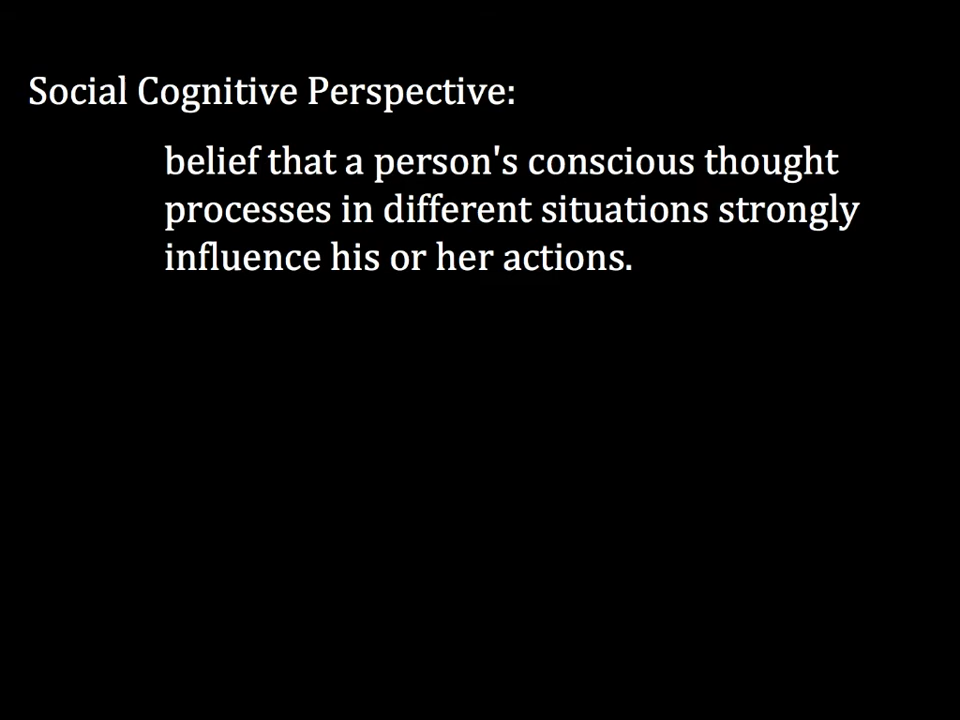 Social Cognitive Perspective:
belief that a person's conscious thought
processes in different situations strongly
influence his or her actions.